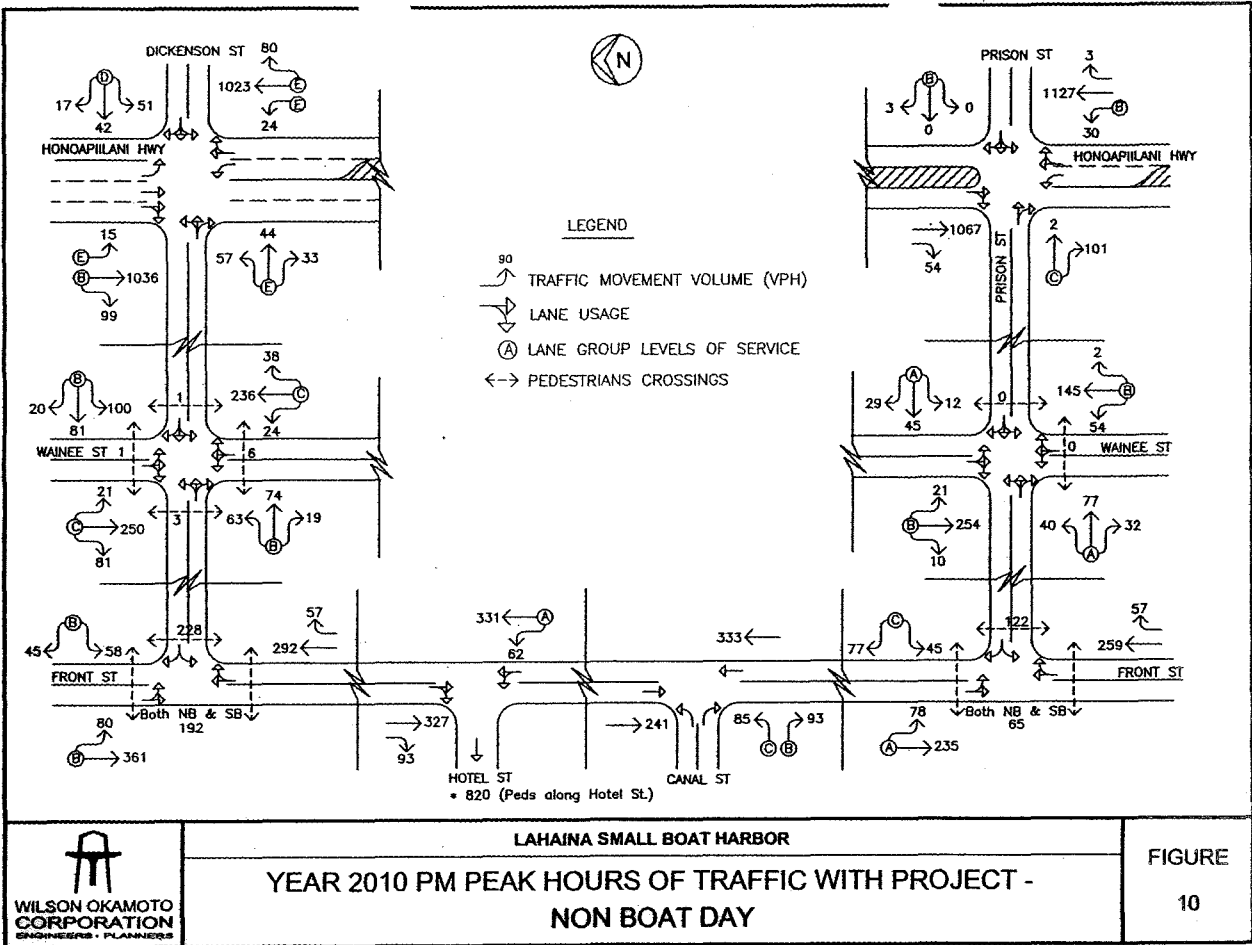 DICKENSON ST
80
1023
E
E
24
D
17
51
42
HONOAPIILANI HWY
N
PRISON ST
3
1127
B
30
B
3
0
0
HONOAPIILANI HWY
15
E
B
1036
99
44
57
33
E
LEGEND
90
TRAFFIC MOVEMENT VOLUME (VPH)
LANE USAGE
A LANE GROUP LEVELS OF SERVICE
PEDESTRIANS CROSSINGS
1067
54
PRISON ST
2
C
101
B
20
100
81
1
38
236
C
24
WAINEE ST 1
6
21
C
250
81
3
74
63
19
B
A
29
12
45
0
2
145
B
54
0
WAINEE ST
21
B
254
10
77
40
32
A
B
45
58
228
57
292
FRONT ST
Both NB & SB
192
80
B
361
331
A
62
333
327
93
HOTEL ST
* 820 (Peds along Hotel St.)
241
CANAL ST
85
93
C
B
C
77
45
122
57
259
FRONT ST
Both NB & SB
65
78
A
235
WILSON OKAMOTO
CORPORATION
ENGINEERS · PLANNERS
LAHAINA SMALL BOAT HARBOR
YEAR 2010 PM PEAK HOURS OF TRAFFIC WITH PROJECT -
NON BOAT DAY
FIGURE
10